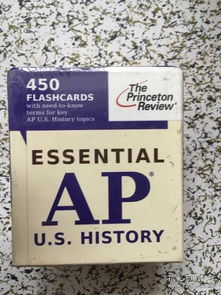 450
FLASHCARDS
with need-to-know
terms for key
AP U.S. History topics
The
Princeton
Review®
ESSENTIAL
AP®
U.S. HISTORY